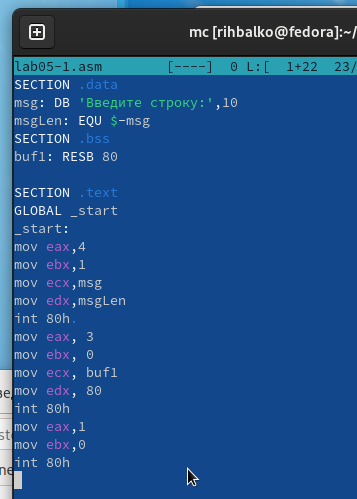 mc [rihbalko@fedora]:~/
lab05-1.asm [----] 0 L:[ 1+22 23/
SECTION .data
msg: DB 'Введите строку:',10
msgLen: EQU $-msg
SECTION .bss
buf1: RESB 80
SECTION .text
GLOBAL _start
_start:
mov eax,4
mov ebx,1
mov ecx,msg
mov edx,msgLen
int 80h.
mov eax, 3
mov ebx, 0
mov ecx, buf1
mov edx, 80
int 80h
mov eax,1
mov ebx,0
int 80h